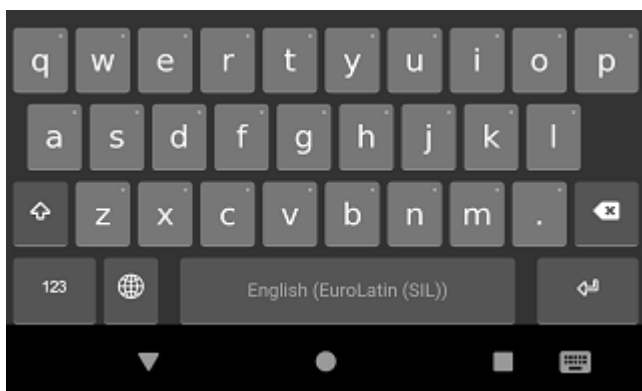 q w e r t y u i o p
a s d f g h j k l
z x c v b n m .
123 English (EuroLatin (SIL))